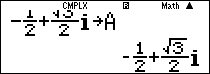 CMPLX R Math ▲
-1/2+√3/2i→A
-1/2+√3/2i